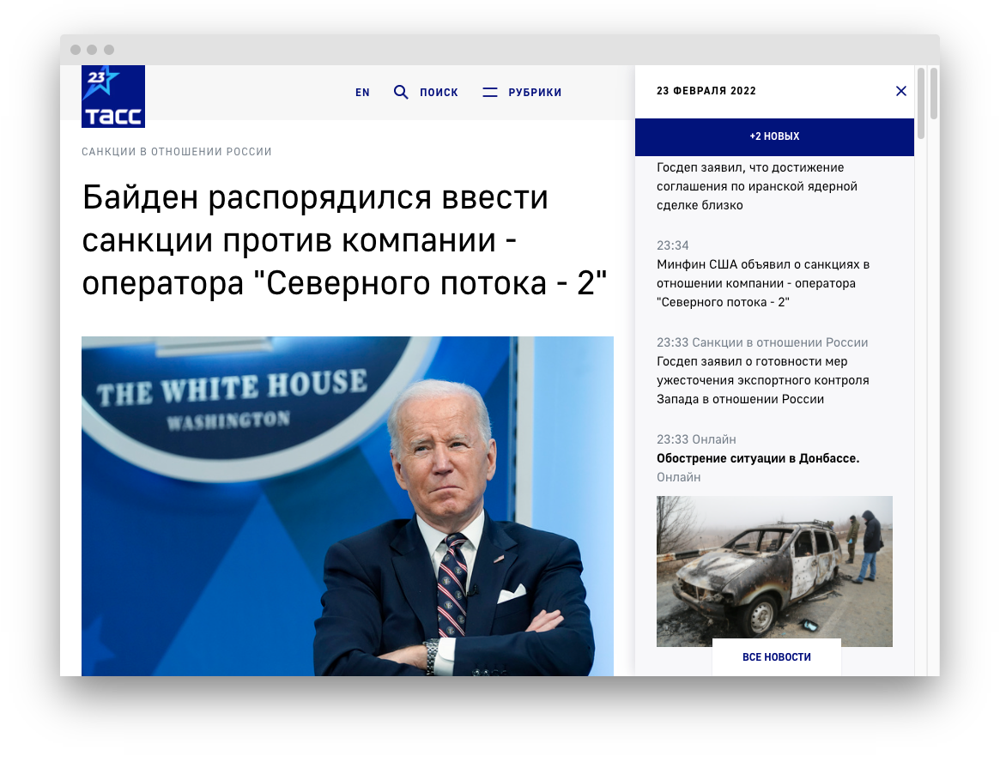 23
ТАСС
EN
ПОИСК
РУБРИКИ
САНКЦИИ В ОТНОШЕНИИ РОССИИ
Байден распорядился ввести
санкции против компании -
оператора "Северного потока - 2"
THE WHITE HOUSE
WASHINGTON
23 ФЕВРАЛЯ 2022
+2 НОВЫХ
Госдеп заявил, что достижение
соглашения по иранской ядерной
сделке близко
23:34
Минфин США объявил о санкциях в
отношении компании - оператора
"Северного потока - 2"
23:33 Санкции в отношении России
Госдеп заявил о готовности мер
ужесточения экспортного контроля
Запада в отношении России
23:33 Онлайн
Обострение ситуации в Донбассе.
Онлайн
ВСЕ НОВОСТИ